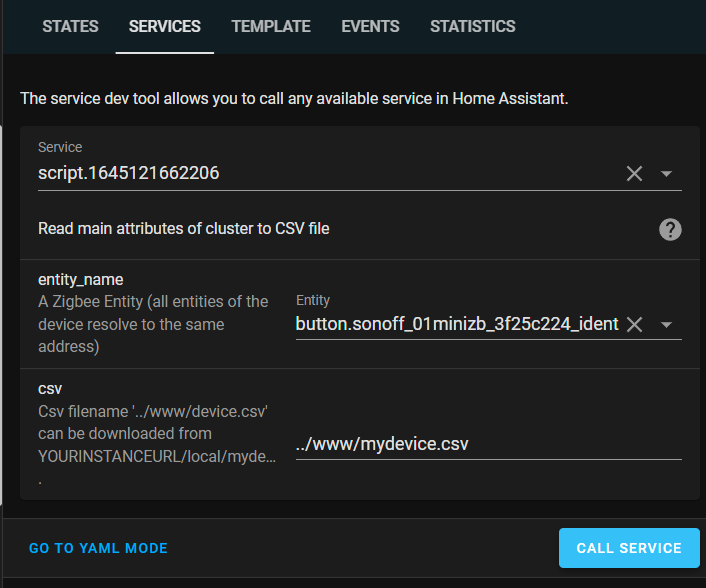 STATES SERVICES TEMPLATE EVENTS STATISTICS
The service dev tool allows you to call any available service in Home Assistant.
Service
script.1645121662206
Read main attributes of cluster to CSV file
entity_name
A Zigbee Entity (all entities of the
device resolve to the same
address)
Entity
button.sonoff_01minizb_3f25c224_ident
csv
Csv filename '../www/device.csv'
can be downloaded from
YOURINSTANCEURL/local/myde...
.
../www/mydevice.csv
GO TO YAML MODE
CALL SERVICE